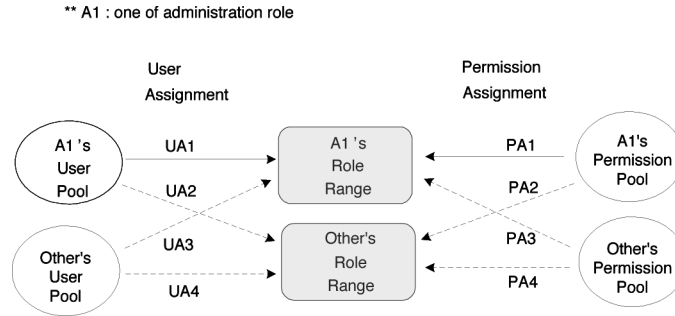 ** A1 : one of administration role
User
Assignment
Permission
Assignment
A1 's
User
Pool
UA1
UA2
UA3
UA4
Other's
User
Pool
A1 's
Role
Range
Other's
Role
Range
PA1
PA2
PA3
PA4
A1's
Permission
Pool
Other's
Permission
Pool